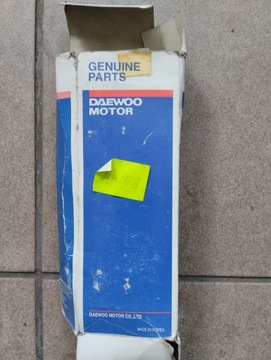 GENUINE
PARTS
DAEWOO
MOTOR
DAEWOO MOTOR CO.,LTD
MADE IN KOREA